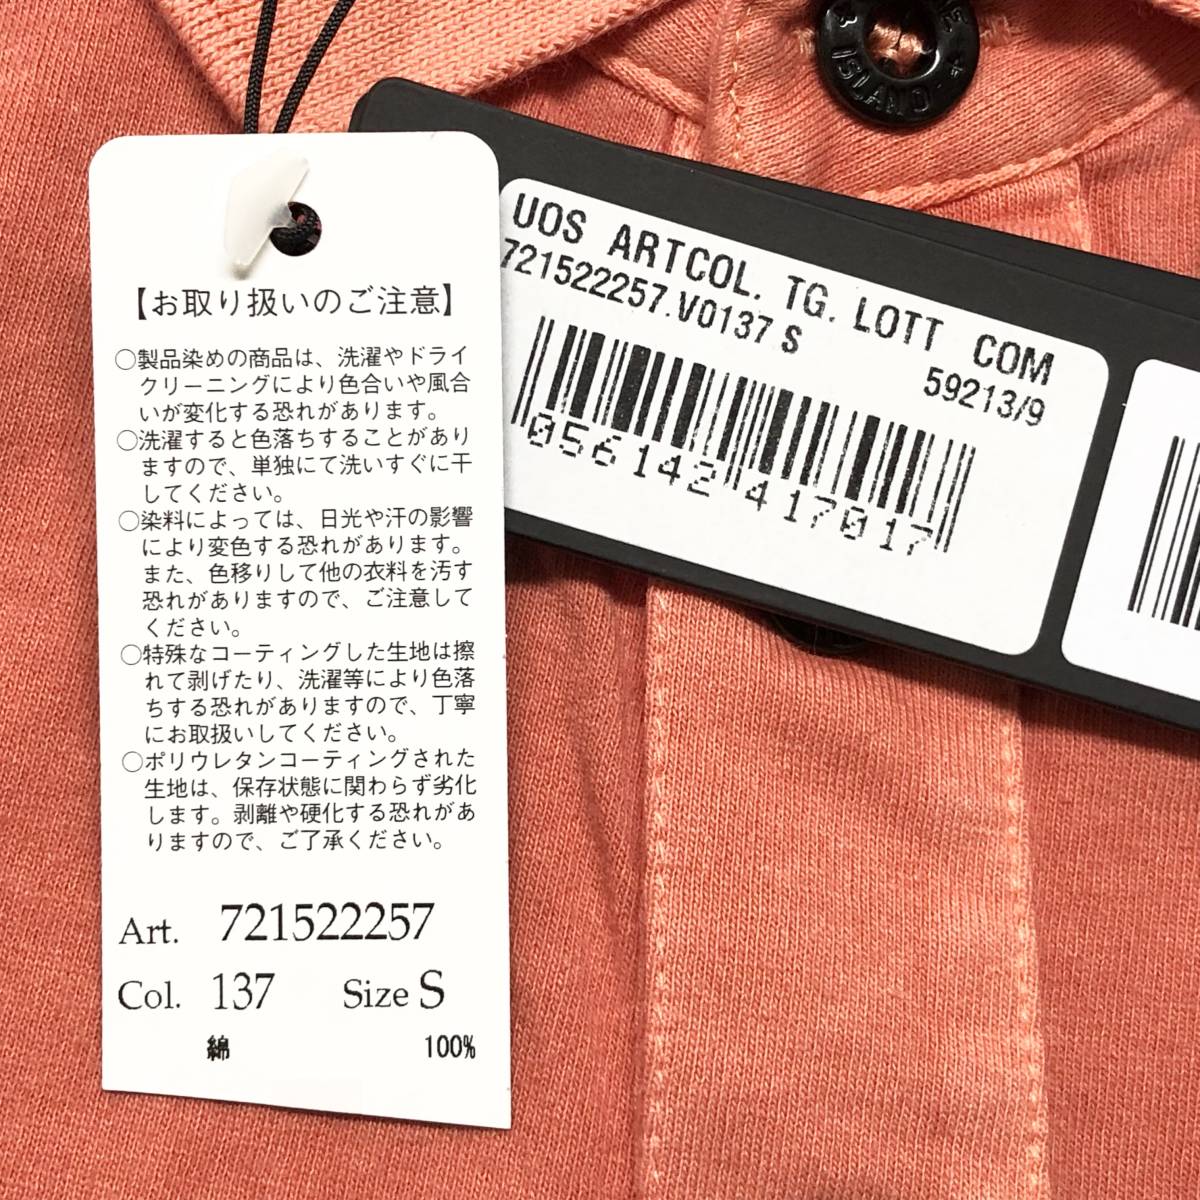 【お取り扱いのご注意】
○製品染めの商品は、洗濯やドライ
クリーニングにより色合いや風合
いが変化する恐れがあります。
○洗濯すると色落ちすることがあり
ますので、単独にて洗いすぐに干
してください。
○染料によっては、日光や汗の影響
により変色する恐れがあります。
また、色移りして他の衣料を汚す
恐れがありますので、ご注意して
ください。
○特殊なコーティングした生地は擦
れて剥げたり、洗濯等により色落
ちする恐れがありますので、丁寧
にお取扱いしてください。
○ポリウレタンコーティングされた
生地は、保存状態に関わらず劣化
します。剥離や硬化する恐れがあ
りますので、ご了承ください。
Art. 721522257
Col. 137 Size S
綿 100%
UOS ARTCOL. TG. LOTT COM
721522257.V0137.S 59213/9
056142 417017
ISLAND